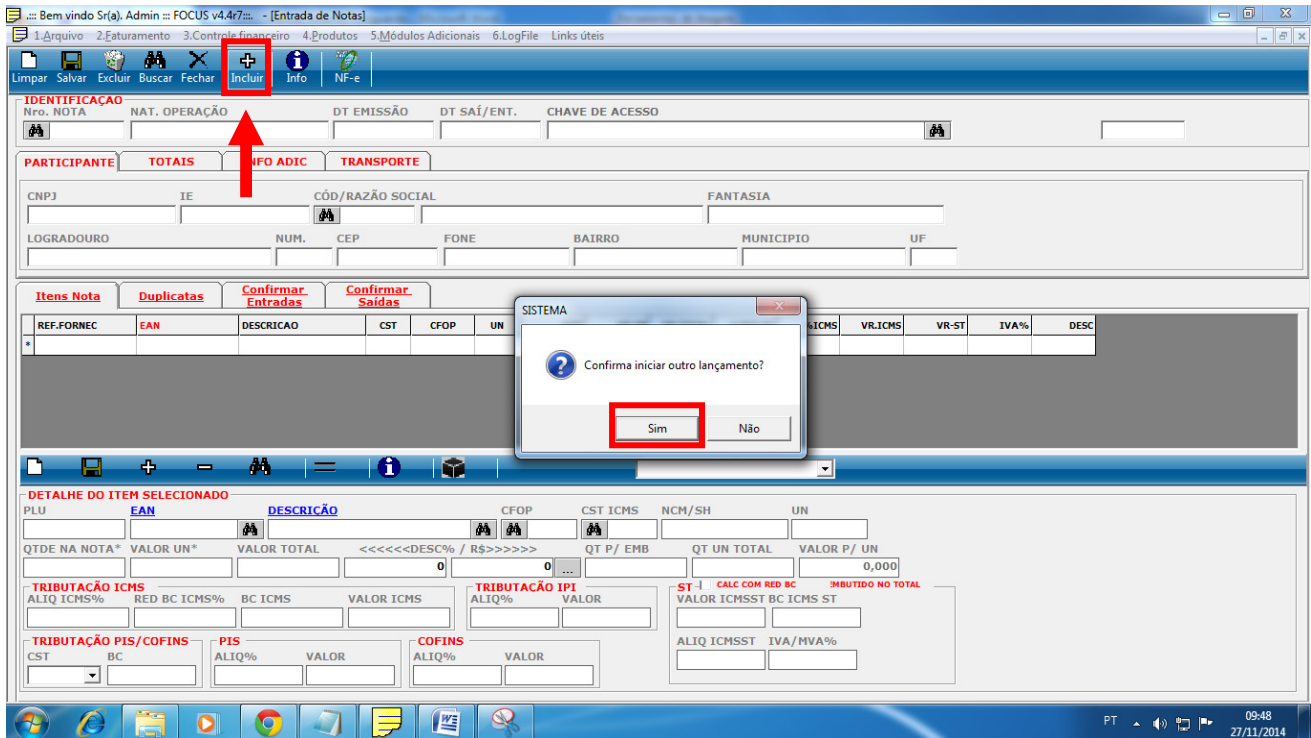 .::: Bem vindo Sr(a). Admin ::: FOCUS v4.4r7:::. - [Entrada de Notas]
1.Arquivo 2.Faturamento 3.Controle financeiro 4.Produtos 5.Módulos Adicionais 6.LogFile Links úteis
Limpar Salvar Excluir Buscar Fechar Incluir Info NF-e
IDENTIFICAÇAO
Nro. NOTA NAT. OPERAÇÃO DT EMISSÃO DT SAÍ/ENT. CHAVE DE ACESSO
PARTICIPANTE TOTAIS INFO ADIC TRANSPORTE
CNPJ IE CÓD/RAZÃO SOCIAL FANTASIA
LOGRADOURO NUM. CEP FONE BAIRRO MUNICIPIO UF
Itens Nota Duplicatas Confirmar Entradas Confirmar Saídas
SISTEMA
REF.FORNEC EAN DESCRICAO CST CFOP UN %ICMS VR.ICMS VR-ST IVA% DESC
*
Confirma iniciar outro lançamento?
Sim Não
DETALHE DO ITEM SELECIONADO
PLU EAN DESCRIÇÃO CFOP CST ICMS NCM/SH UN
QTDE NA NOTA* VALOR UN* VALOR TOTAL <<<<<<DESC% / R$>>>>>> QT P/ EMB QT UN TOTAL VALOR P/ UN
0 0 ... 0,000
TRIBUTAÇÃO ICMS TRIBUTACÃO IPI ST CALC COM RED BC MBUTIDO NO TOTAL
ALIQ ICMS% RED BC ICMS% BC ICMS VALOR ICMS ALIQ% VALOR VALOR ICMSST BC ICMS ST
TRIBUTAÇÃO PIS/COFINS PIS COFINS ALIQ ICMSST IVA/MVA%
CST BC ALIQ% VALOR ALIQ% VALOR
PT 09:48
27/11/2014